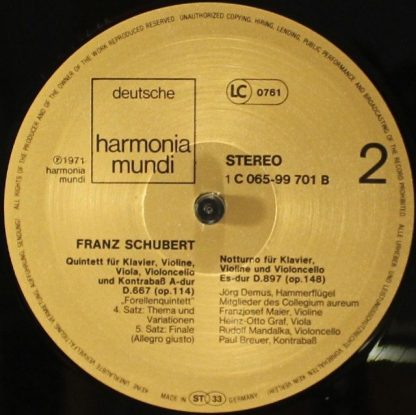 ALL RIGHTS OF THE PRODUCER AND OF THE OWNER OF THE WORK REPRODUCED RESERVED. UNAUTHORIZED COPYING, HIRING, LENDING, PUBLIC PERFORMANCE AND BROADCASTING OF THE RECORD PROHIBITED.
deutsche
harmonia
mundi
LC 0761
℗1971
harmonia
mundi
STEREO
1 C 065-99 701 B
2
FRANZ SCHUBERT
Quintett für Klavier, Violine,
Viola, Violoncello
und Kontrabaß A-dur
D.667 (op.114)
„Forellenquintett"
4. Satz: Thema und
Variationen
5. Satz: Finale
(Allegro giusto)
Notturno für Klavier,
Violine und Violoncello
Es-dur D.897 (op.148)
Jörg Demus, Hammerflügel
Mitglieder des Collegium aureum
Franzjosef Maier, Violine
Heinz-Otto Graf, Viola
Rudolf Mandalka, Violoncello
Paul Breuer, Kontrabaß
MADE IN ST 33 GERMANY